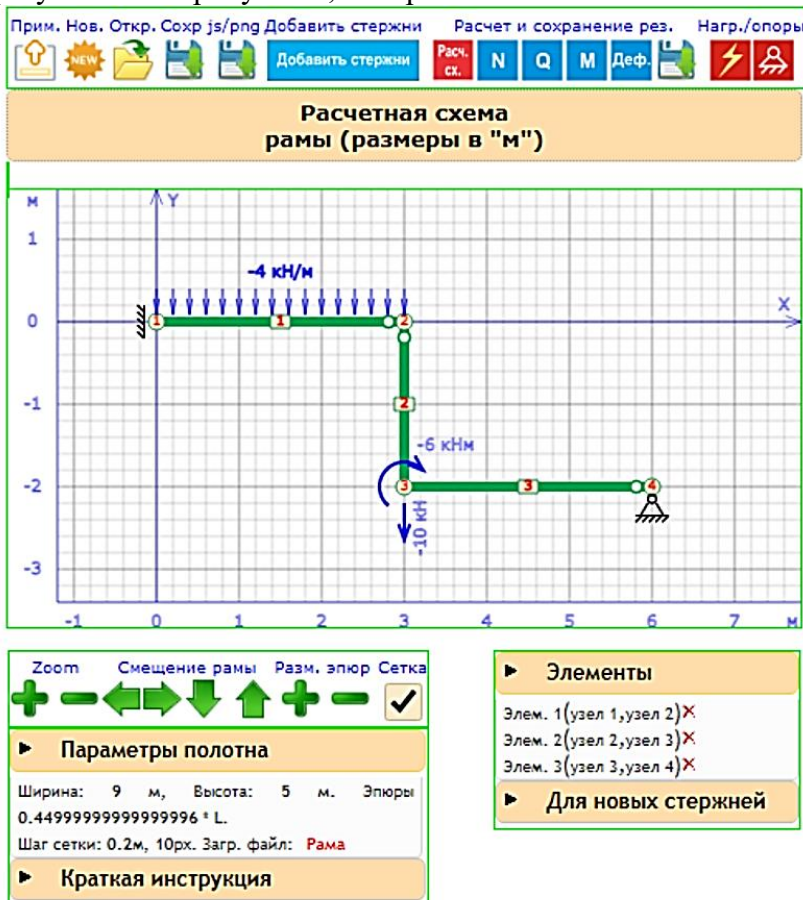 Прим. Нов. Откр. Сохр js/png Добавить стержни Расчет и сохранение рез. Нагр./опоры
NEW Добавить стержни Расч. сх. N Q M Деф.
Расчетная схема
рамы (размеры в "м")
м Y
1
-4 кН/м
X
0 1 1 2
-1 2
-6 кНм
-2 3 3 4
-10 кН
-3
-1 0 1 2 3 4 5 6 7 м
Zoom Смещение рамы Разм. эпюр Сетка
Параметры полотна
Ширина: 9 м, Высота: 5 м. Эпюры
0.44999999999999996 * L.
Шаг сетки: 0.2м, 10px. Загр. файл: Рама
Краткая инструкция
Элементы
Элем. 1(узел 1,узел 2)X
Элем. 2(узел 2,узел 3)X
Элем. 3(узел 3,узел 4)X
Для новых стержней